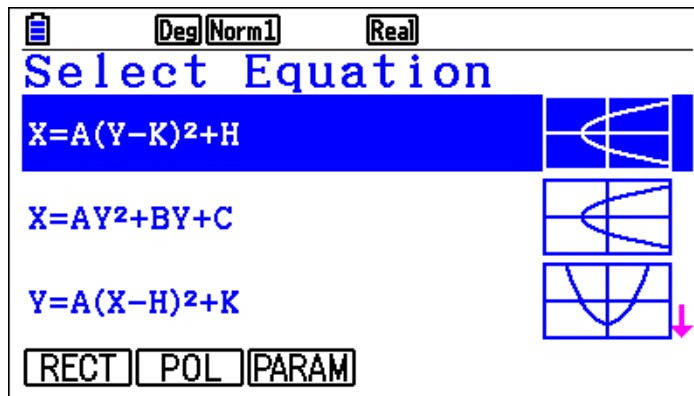 Deg Norm1 Real
Select Equation
X=A(Y-K)²+H
X=AY²+BY+C
Y=A(X-H)²+K
RECT POL PARAM